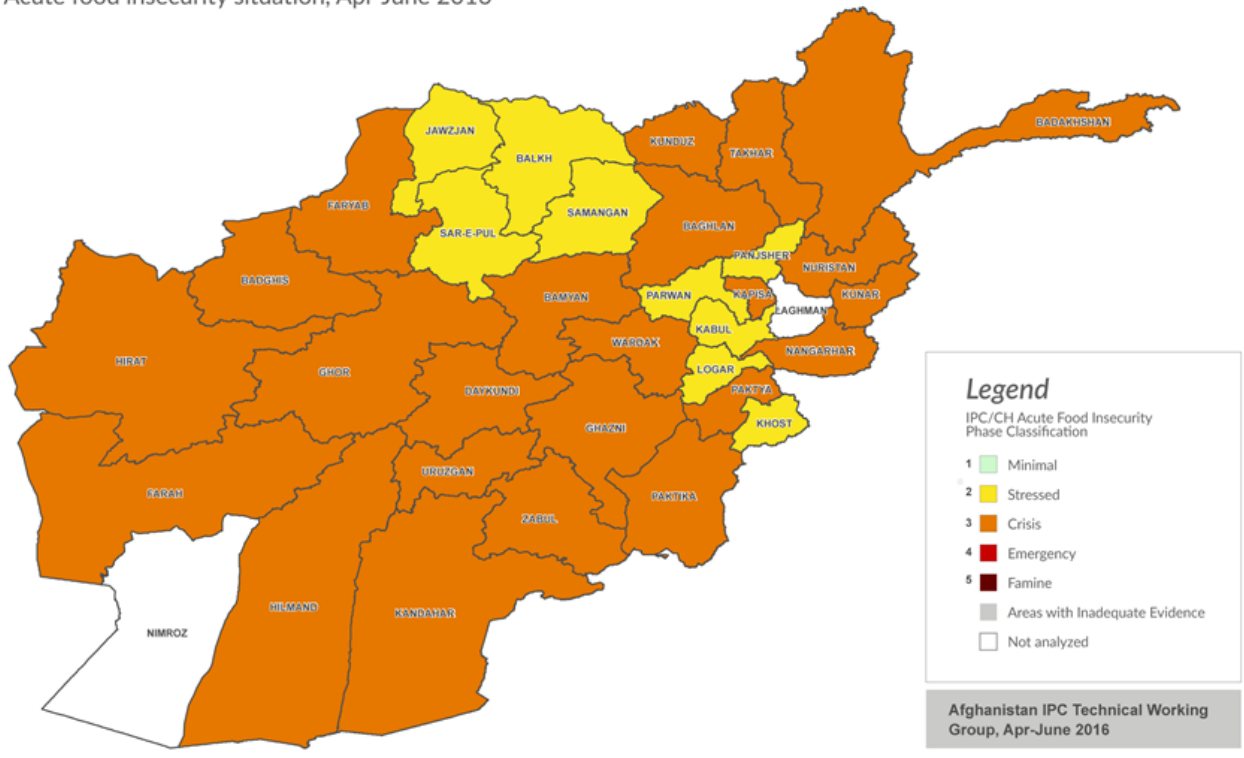 Acute food insecurity situation, Apr-June 2016
BADAKHSHAN
JAWZJAN
KUNDUZ
TAKHAR
BALKH
FARYAB
SAMANGAN
SAR-E-PUL
BAGHLAN
PANJSHER
NURISTAN
BADGHIS
BAMYAN
PARWAN
KAPISA
KUNAR
LAGHMAN
KABUL
WARDAK
NANGARHAR
HIRAT
GHOR
LOGAR
DAYKUNDI
PAKTYA
KHOST
GHAZNI
URUZGAN
FARAH
PAKTIKA
ZABUL
HILMAND
KANDAHAR
NIMROZ
Legend
IPC/CH Acute Food Insecurity
Phase Classification
1 Minimal
2 Stressed
3 Crisis
4 Emergency
5 Famine
Areas with Inadequate Evidence
Not analyzed
Afghanistan IPC Technical Working
Group, Apr-June 2016